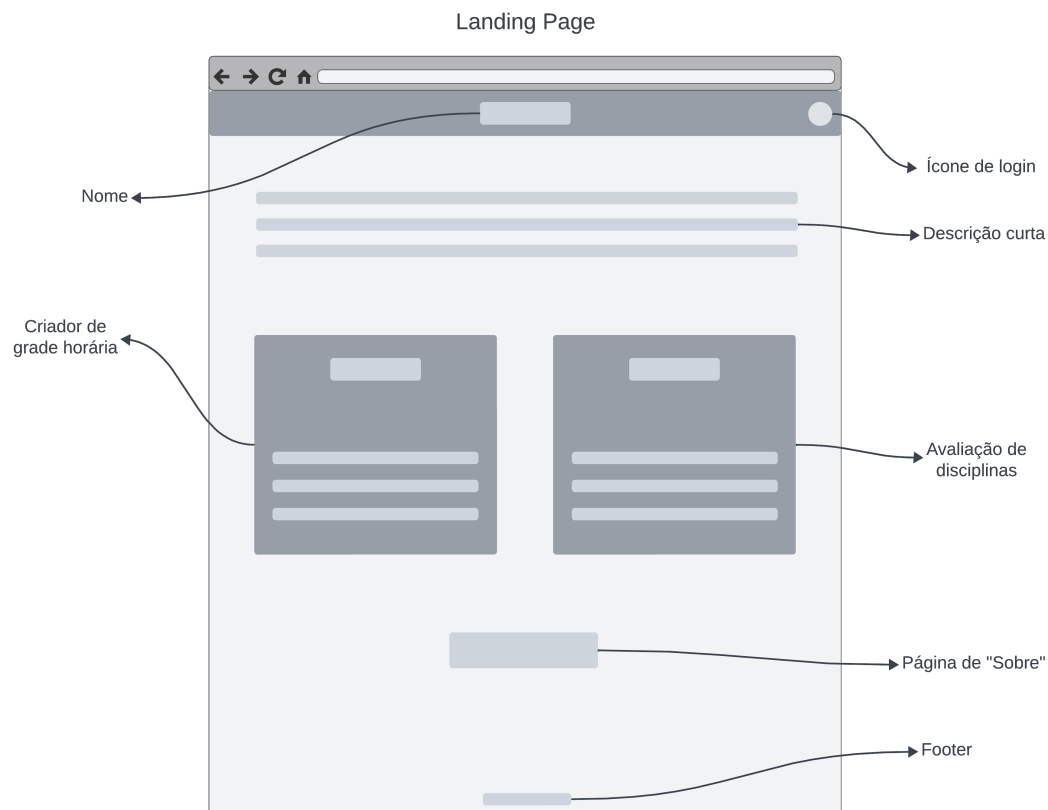 Landing Page
Ícone de login
Nome
Descrição curta
Criador de
grade horária
Avaliação de
disciplinas
Página de "Sobre"
Footer